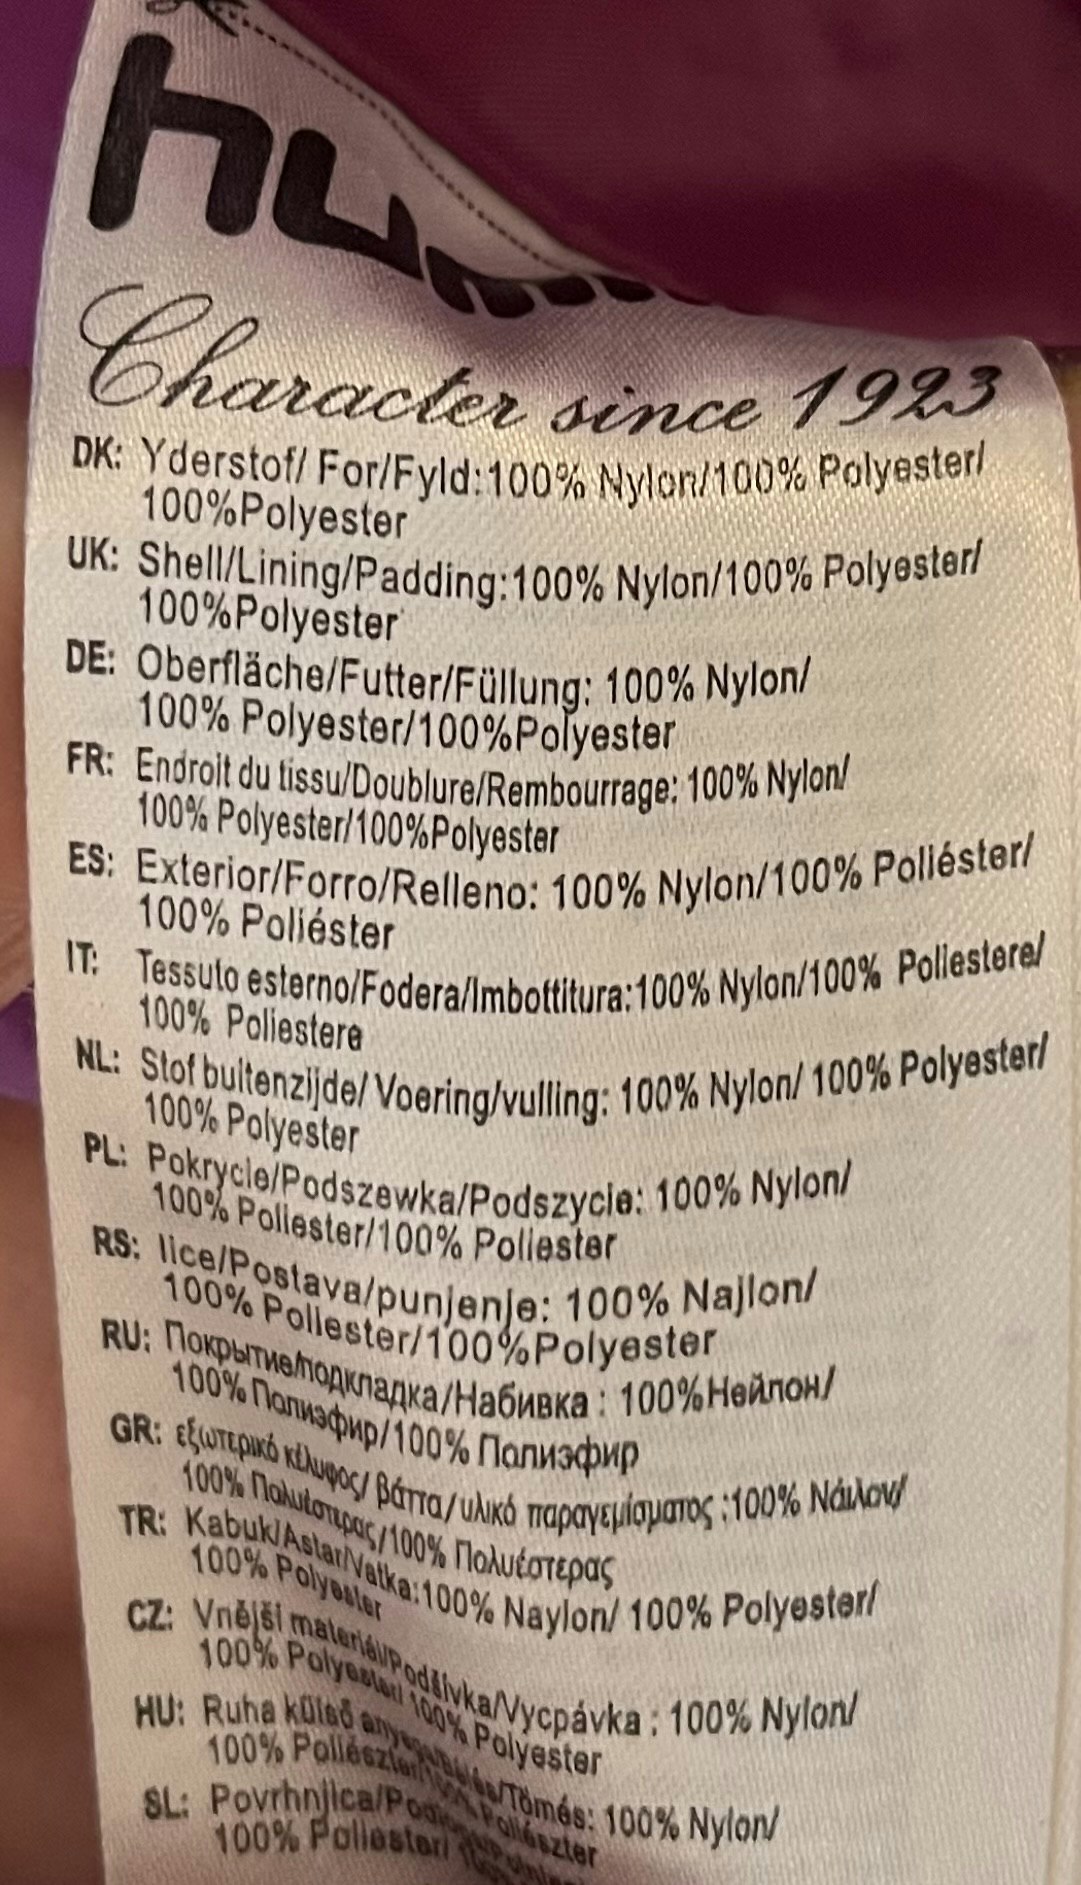 hu
Character since 1923
DK: Yderstof/ For/Fyld:100% Nylon/100% Polyester/
100%Polyester
UK: Shell/Lining/Padding:100% Nylon/100% Polyester/
100%Polyester
DE: Oberfläche/Futter/Füllung: 100% Nylon/
100% Polyester/100%Polyester
FR: Endroit du tissu/Doublure/Rembourrage: 100% Nylon/
100% Polyester/100%Polyester
ES: Exterior/Forro/Relleno: 100% Nylon/100% Poliéster/
100% Poliéster
IT: Tessuto esterno/Fodera/Imbottitura:100% Nylon/100% Poliestere/
100% Poliestere
NL: Stof buitenzijde/ Voering/vulling: 100% Nylon/ 100% Polyester/
100% Polyester
PL: Pokrycie/Podszewka/Podszycie: 100% Nylon/
100% Poliester/100% Poliester
RS: lice/Postava/punjenje: 100% Najlon/
100% Poliester/100%Polyester
RU: Покрытие/подкладка/Набивка : 100%Нейлон/
100% Полиэфир/100% Полиэфир
GR: εξωτερικό κέλυφος/ βάττα/υλικό παραγεμίσματος :100% Νάιλον/
100% Πολυέστερας/100% Πολυέστερας
TR: Kabuk/Astar/Vatka:100% Naylon/ 100% Polyester/
100% Polyester
CZ: Vnější materiál/Podšívka/Vycpávka : 100% Nylon/
100% Polyester/ 100% Polyester
HU: Ruha külső anyaga/Bélés/Tömés: 100% Nylon/
100% Poliészter/100% Poliészter
SL: Povrhnjica/
100% Poliester/